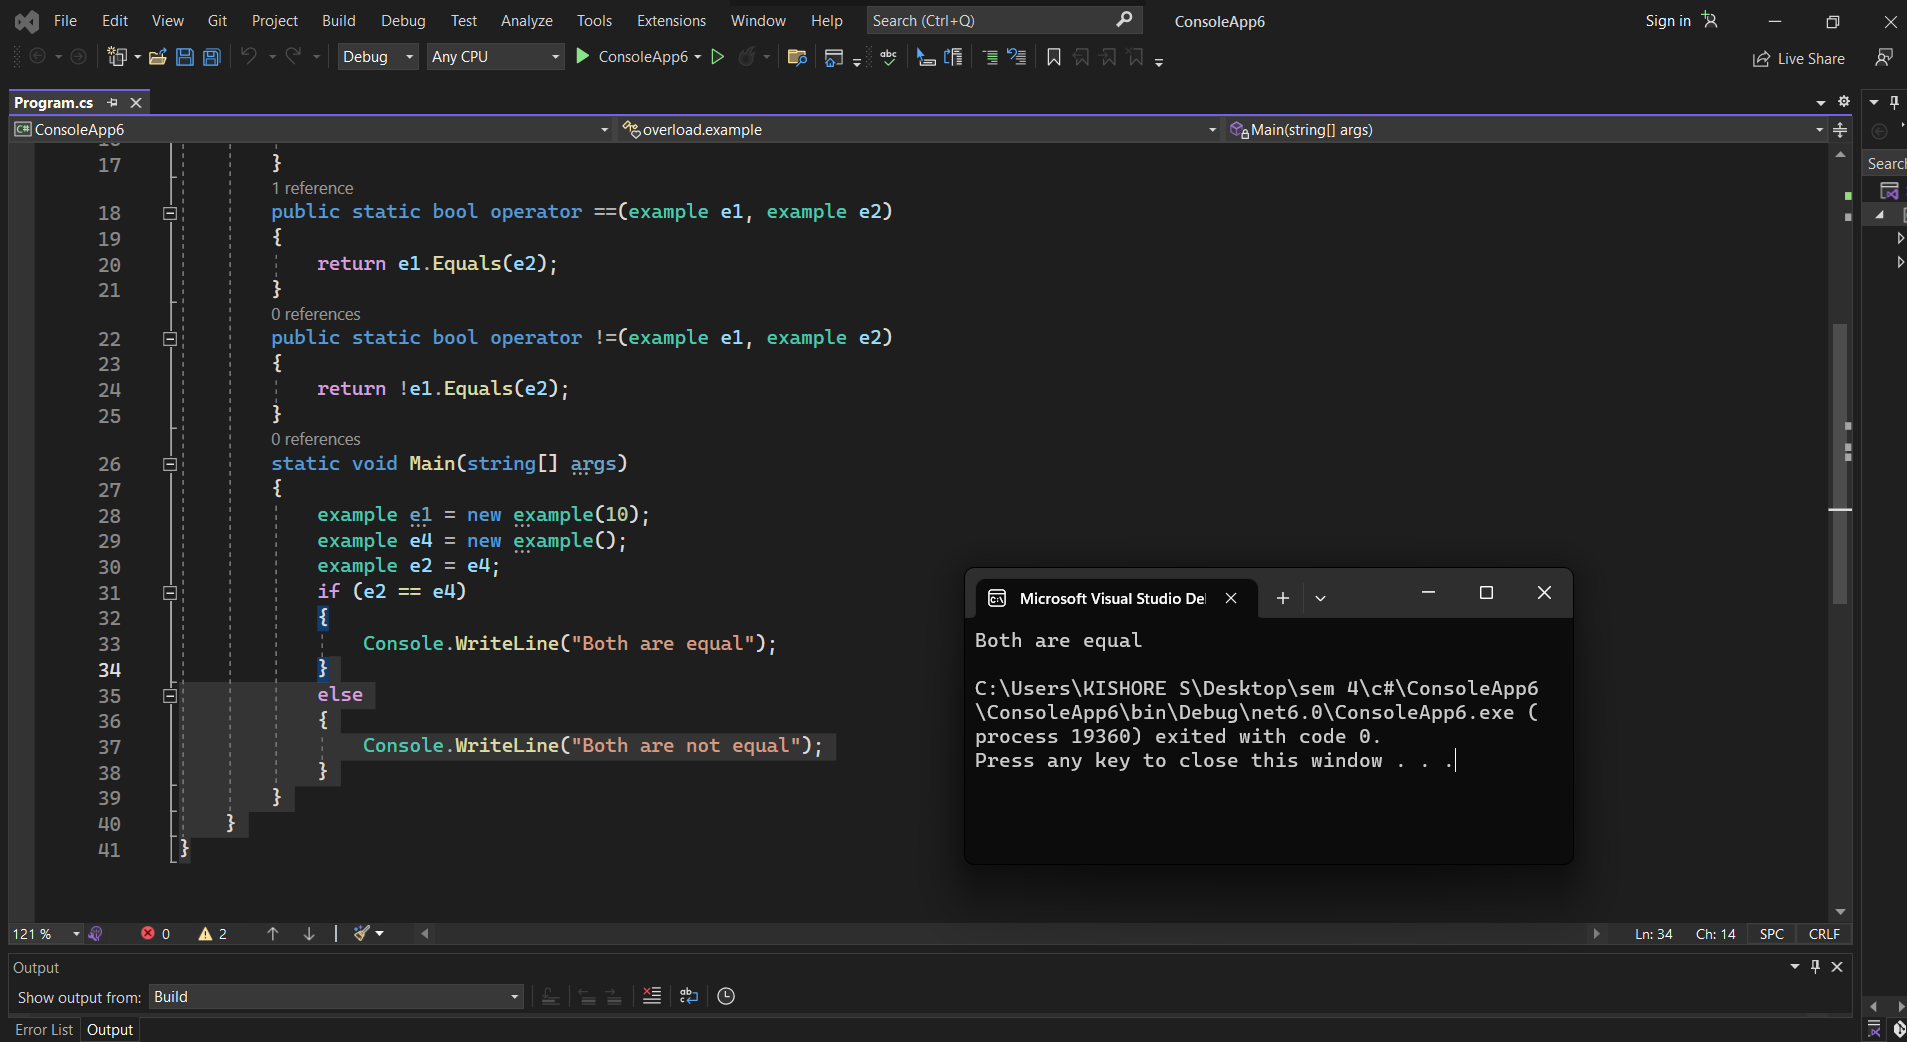 File Edit View Git Project Build Debug Test Analyze Tools Extensions Window Help Search (Ctrl+Q) ConsoleApp6 Sign in
Debug Any CPU ConsoleApp6 Live Share
Program.cs
C# ConsoleApp6 overload.example Main(string[] args)
Search
17 }
1 reference
18 public static bool operator ==(example e1, example e2)
19 {
20 return e1.Equals(e2);
21 }
0 references
22 public static bool operator !=(example e1, example e2)
23 {
24 return !e1.Equals(e2);
25 }
0 references
26 static void Main(string[] args)
27 {
28 example e1 = new example(10);
29 example e4 = new example();
30 example e2 = e4;
31 if (e2 == e4)
32 {
33 Console.WriteLine("Both are equal");
34 }
35 else
36 {
37 Console.WriteLine("Both are not equal");
38 }
39 }
40 }
41 }
Microsoft Visual Studio De
Both are equal
C:\Users\KISHORE S\Desktop\sem 4\c#\ConsoleApp6
\ConsoleApp6\bin\Debug\net6.0\ConsoleApp6.exe (
process 19360) exited with code 0.
Press any key to close this window . . .
121 % 0 2 Ln: 34 Ch: 14 SPC CRLF
Output
Show output from: Build
Error List Output